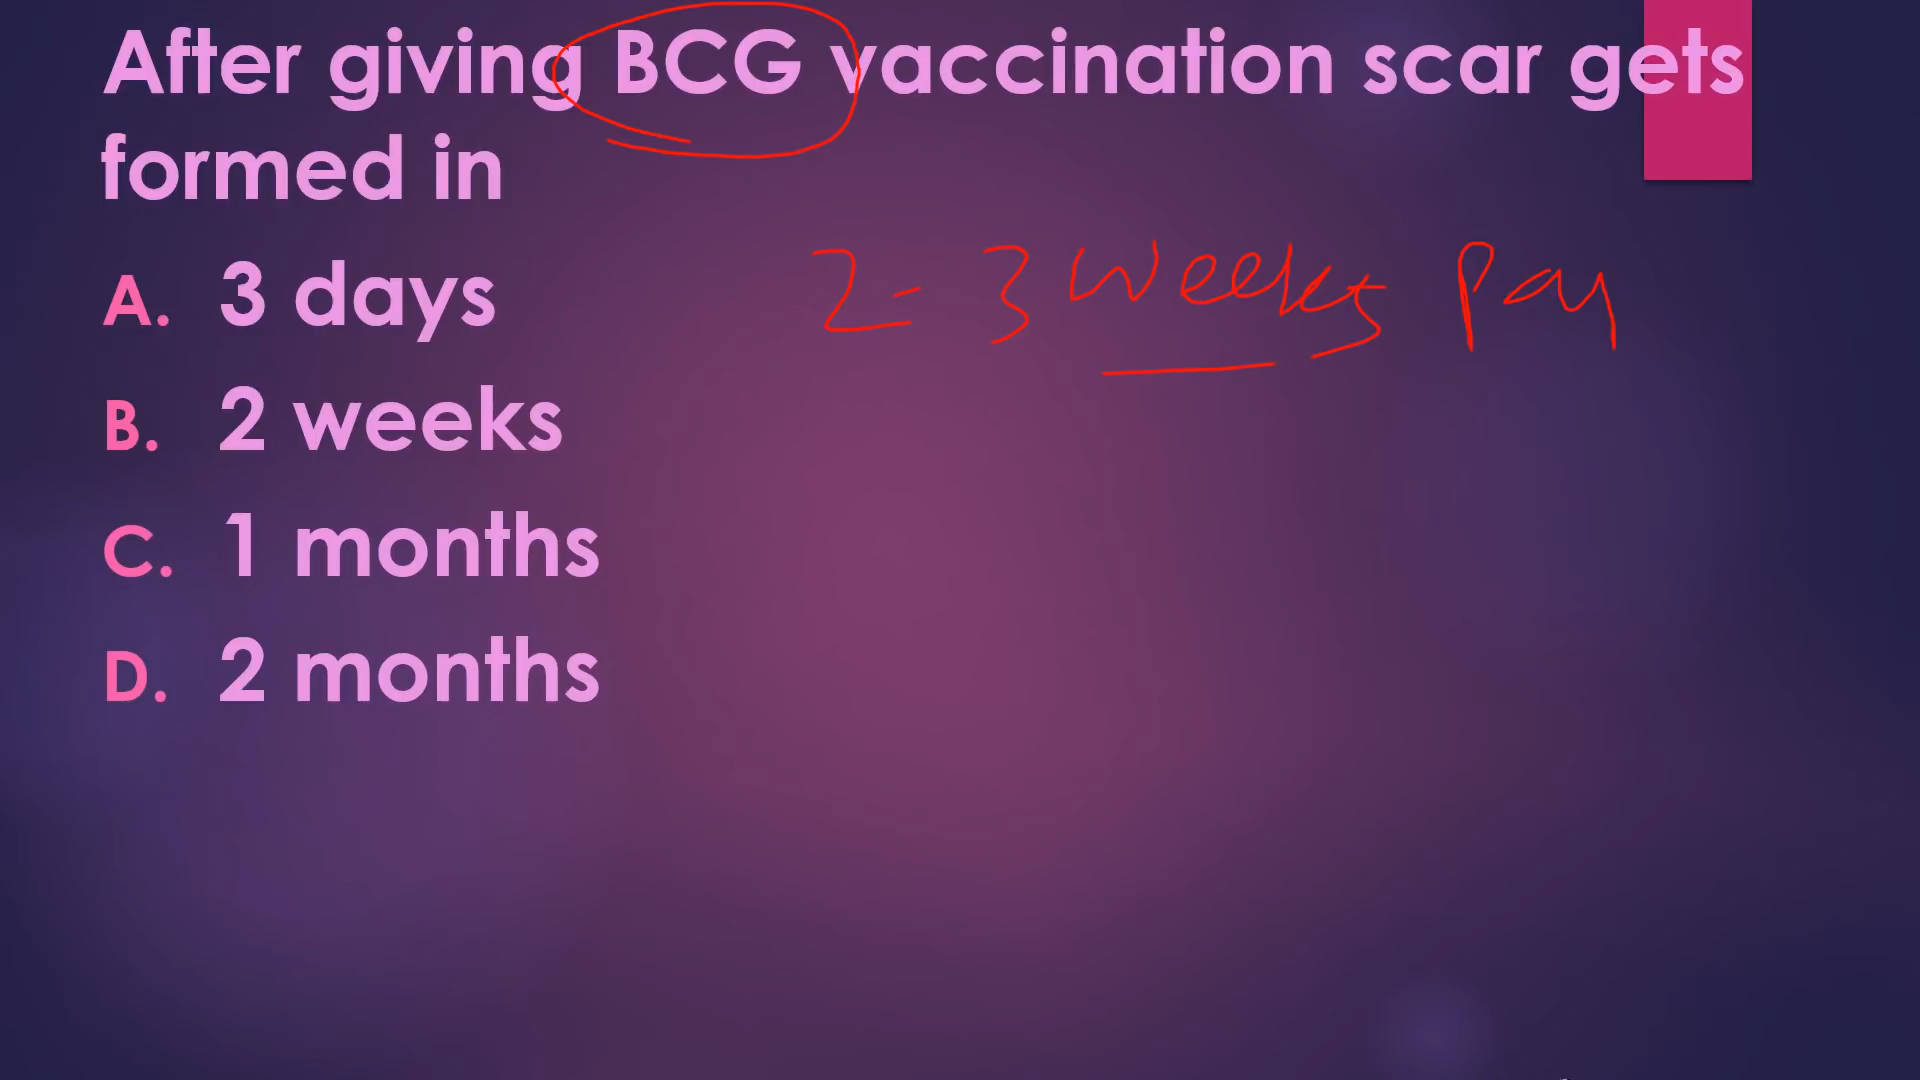 After giving BCG vaccination scar gets
formed in
A. 3 days
2 - 3 weeks
B. 2 weeks
C. 1 months
D. 2 months